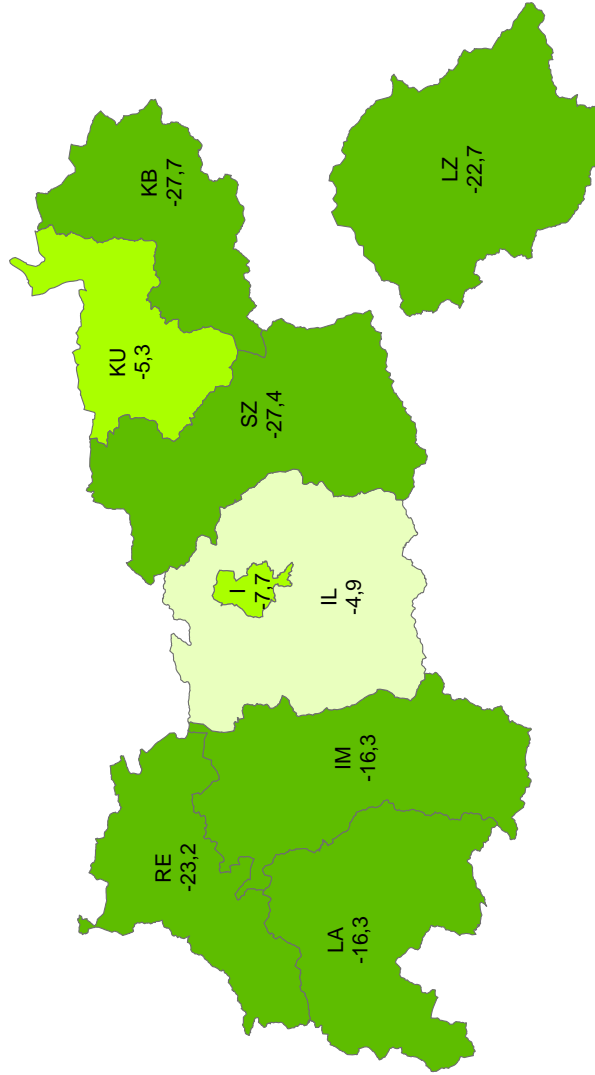 RE
-23,2
LA
-16,3
IM
-16,3
I
-7,7
IL
-4,9
SZ
-27,4
KU
-5,3
KB
-27,7
LZ
-22,7